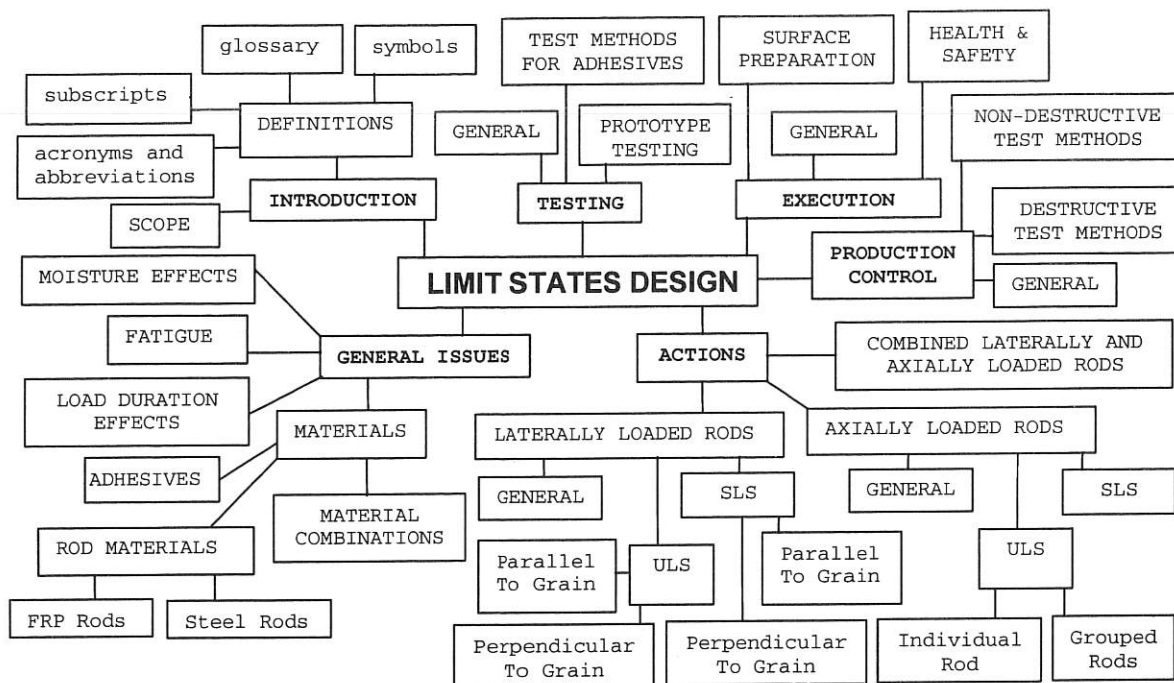 glossary
symbols
TEST METHODS
FOR ADHESIVES
SURFACE
PREPARATION
HEALTH &
SAFETY
subscripts
DEFINITIONS
GENERAL
PROTOTYPE
TESTING
GENERAL
NON-DESTRUCTIVE
TEST METHODS
acronyms and
abbreviations
INTRODUCTION
TESTING
EXECUTION
SCOPE
DESTRUCTIVE
TEST METHODS
PRODUCTION
CONTROL
MOISTURE EFFECTS
LIMIT STATES DESIGN
GENERAL
FATIGUE
GENERAL ISSUES
ACTIONS
COMBINED LATERALLY AND
AXIALLY LOADED RODS
LOAD DURATION
EFFECTS
MATERIALS
LATERALLY LOADED RODS
AXIALLY LOADED RODS
ADHESIVES
GENERAL
SLS
GENERAL
SLS
MATERIAL
COMBINATIONS
ROD MATERIALS
Parallel
To Grain
ULS
Parallel
To Grain
ULS
FRP Rods
Steel Rods
Perpendicular
To Grain
Perpendicular
To Grain
Individual
Rod
Grouped
Rods